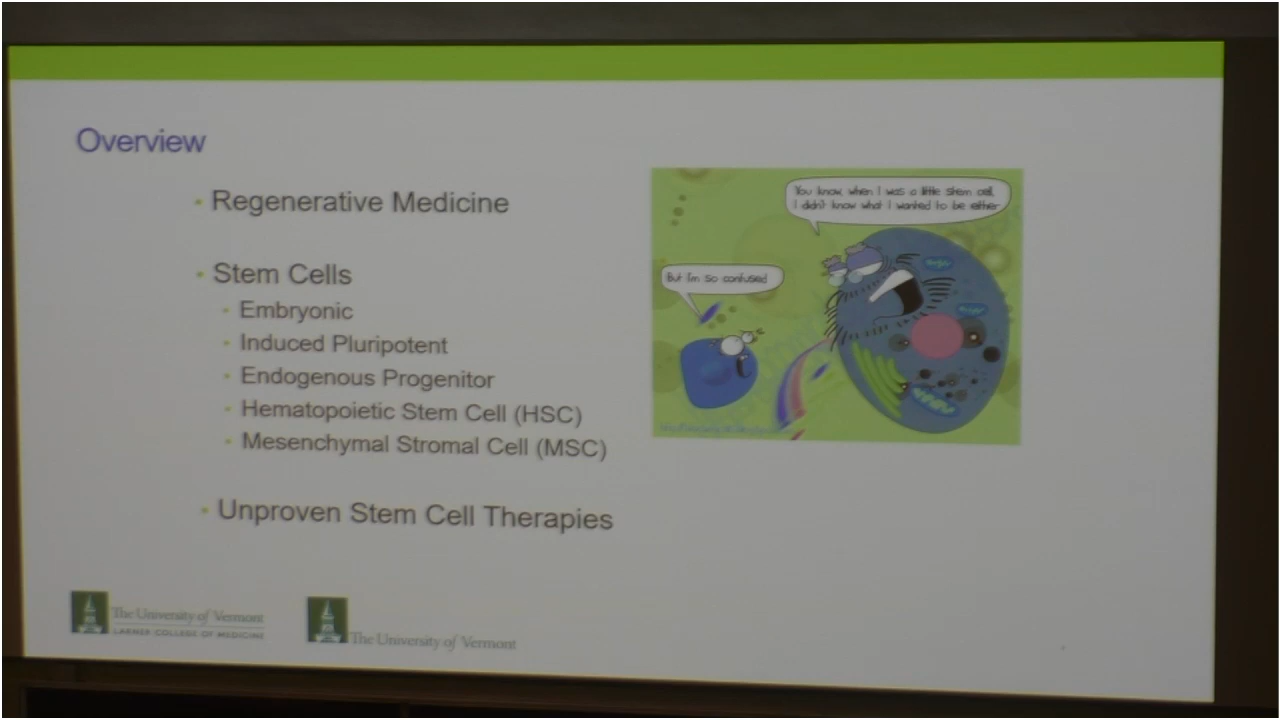 Overview
• Regenerative Medicine
• Stem Cells
• Embryonic
• Induced Pluripotent
• Endogenous Progenitor
• Hematopoietic Stem Cell (HSC)
• Mesenchymal Stromal Cell (MSC)
• Unproven Stem Cell Therapies
You know, when I was a little stem cell,
I didn't know what I wanted to be either
But I'm so confused
The University of Vermont
LARNER COLLEGE OF MEDICINE
The University of Vermont